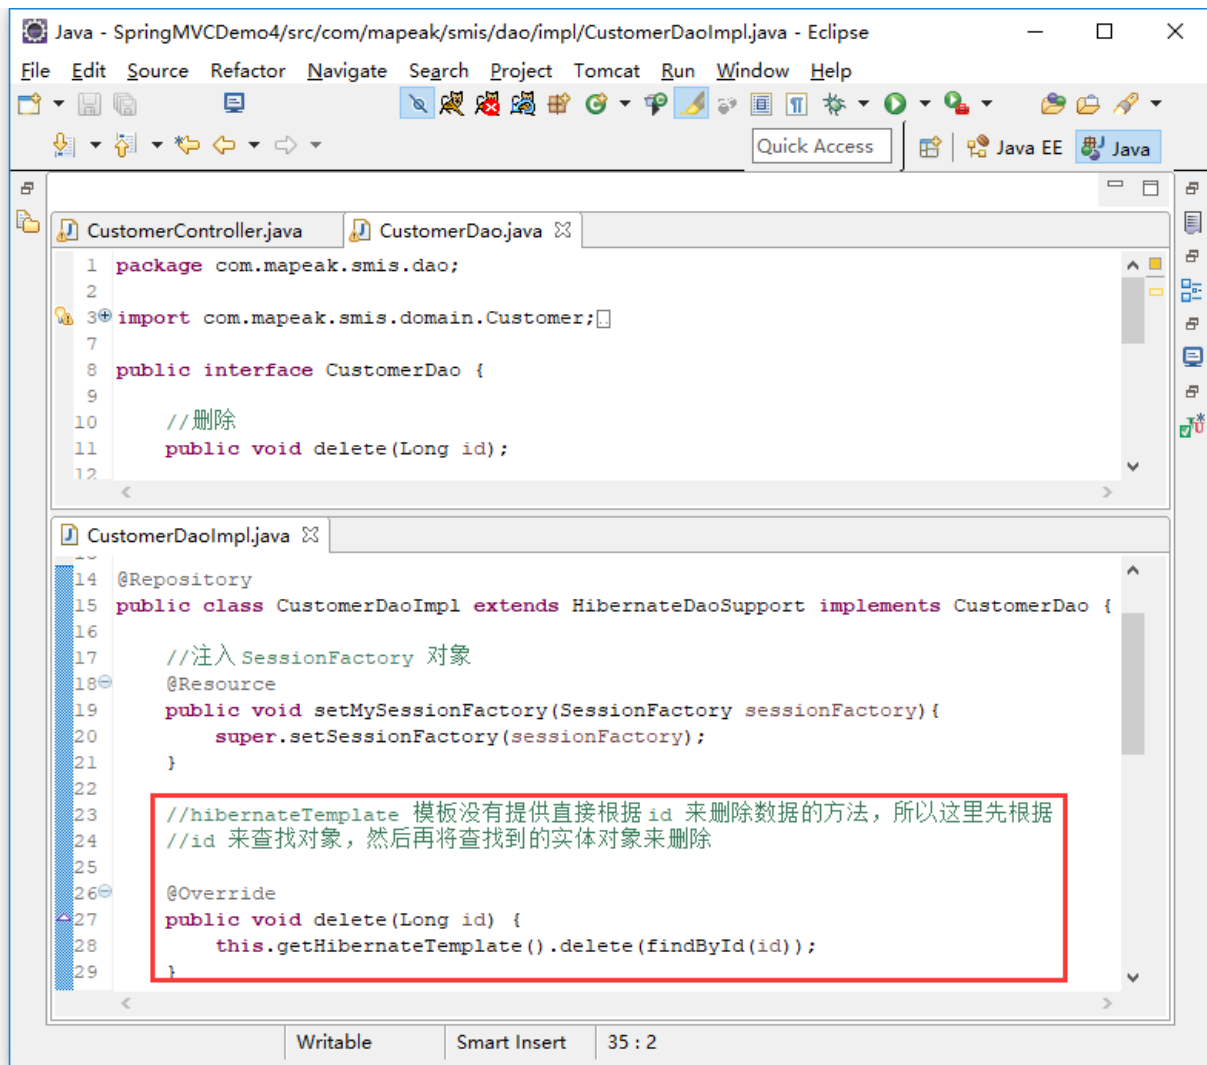 Java - SpringMVCDemo4/src/com/mapeak/smis/dao/impl/CustomerDaoImpl.java - Eclipse
File Edit Source Refactor Navigate Search Project Tomcat Run Window Help
Quick Access Java EE Java
CustomerController.java CustomerDao.java
1 package com.mapeak.smis.dao;
2
3 import com.mapeak.smis.domain.Customer;
7
8 public interface CustomerDao {
9
10 //删除
11 public void delete(Long id);
12
CustomerDaoImpl.java
14 @Repository
15 public class CustomerDaoImpl extends HibernateDaoSupport implements CustomerDao {
16
17 //注入 SessionFactory 对象
18 @Resource
19 public void setMySessionFactory(SessionFactory sessionFactory){
20 super.setSessionFactory(sessionFactory);
21 }
22
23 //hibernateTemplate 模板没有提供直接根据 id 来删除数据的方法，所以这里先根据
24 //id 来查找对象，然后再将查找到的实体对象来删除
25
26 @Override
27 public void delete(Long id) {
28 this.getHibernateTemplate().delete(findById(id));
29 }
Writable Smart Insert 35 : 2